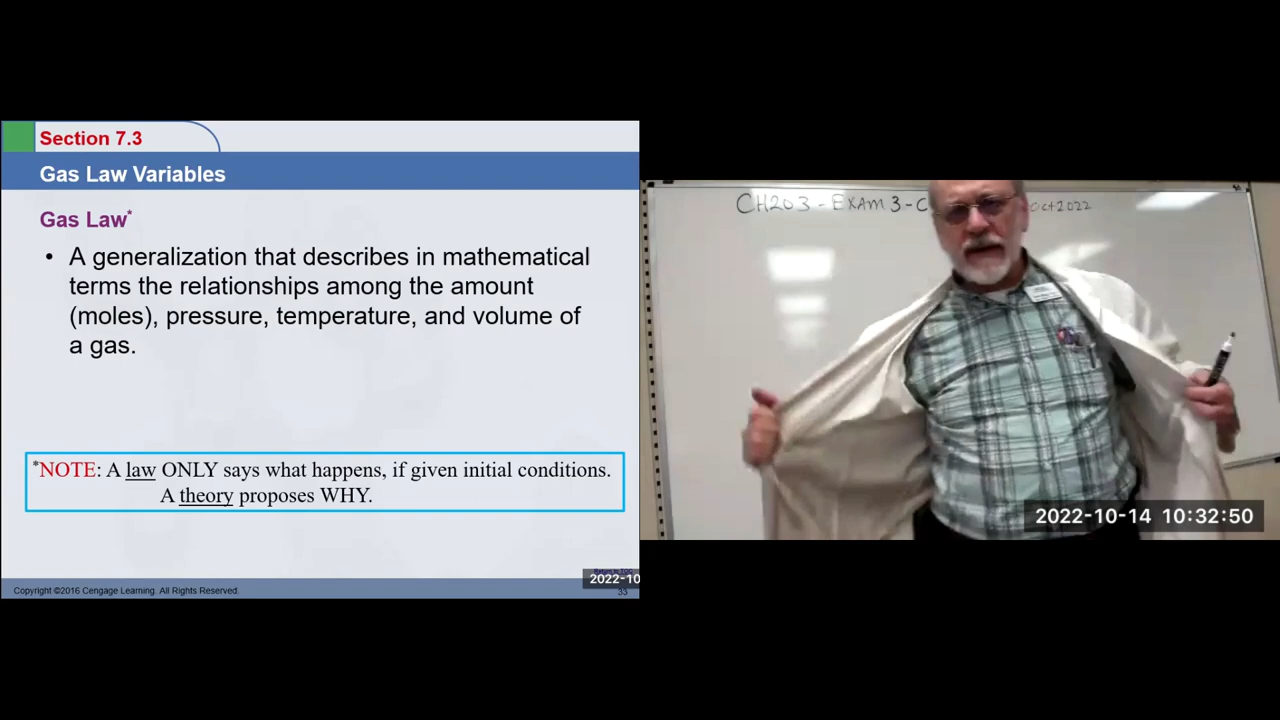 Section 7.3
Gas Law Variables
Gas Law*
• A generalization that describes in mathematical
terms the relationships among the amount
(moles), pressure, temperature, and volume of
a gas.
*NOTE: A law ONLY says what happens, if given initial conditions.
A theory proposes WHY.
Copyright ©2016 Cengage Learning. All Rights Reserved.
2022-10
33
CH203 - EXAM 3 - C
Oct 2022
2022-10-14 10:32:50